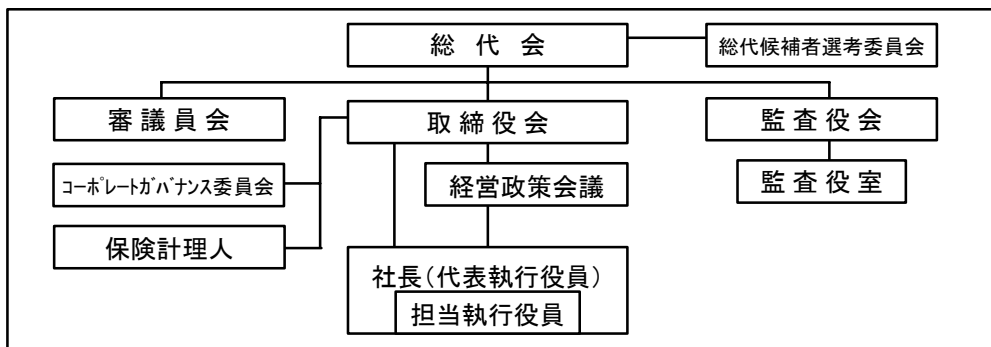 総代会
総代候補者選考委員会
審議員会
取締役会
監査役会
コーポレートガバナンス委員会
経営政策会議
監査役室
保険計理人
社長(代表執行役員)
担当執行役員